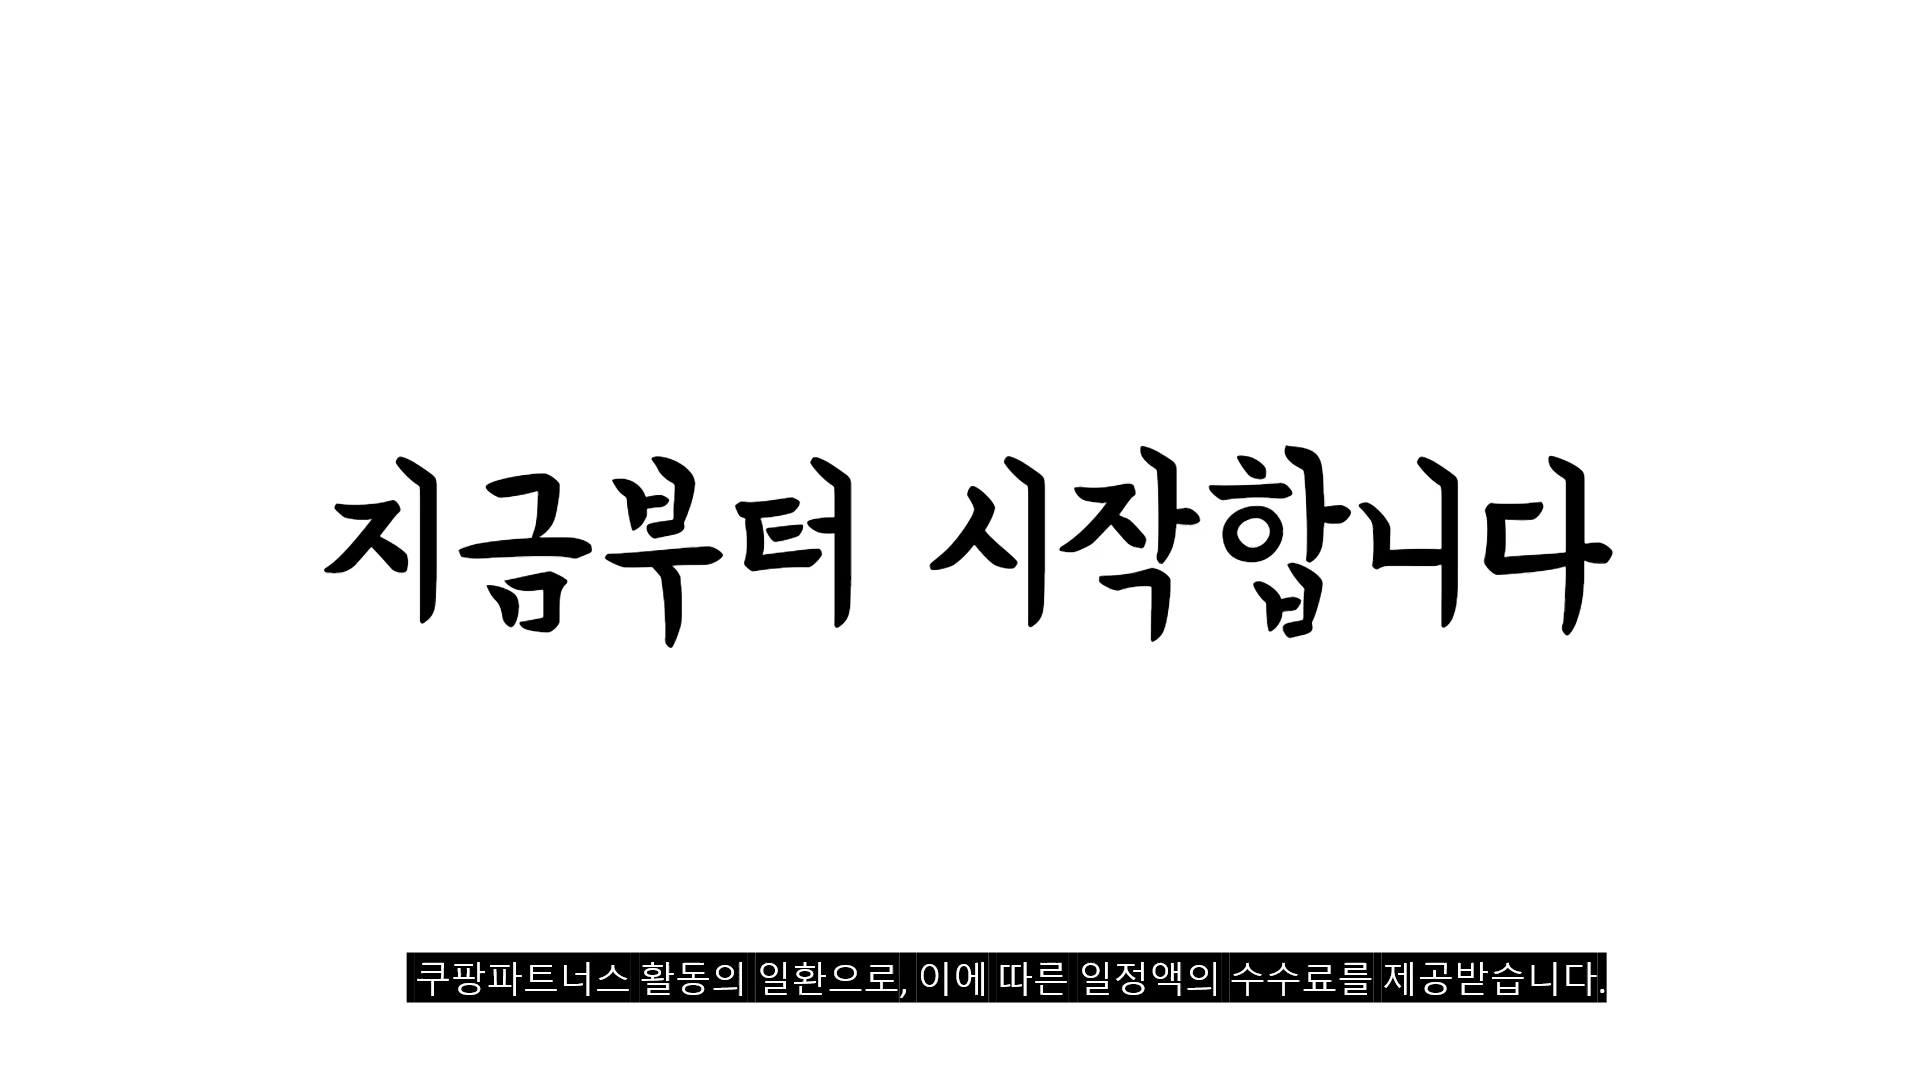 지금부터 시작합니다
쿠팡파트너스 활동의 일환으로, 이에 따른 일정액의 수수료를 제공받습니다.